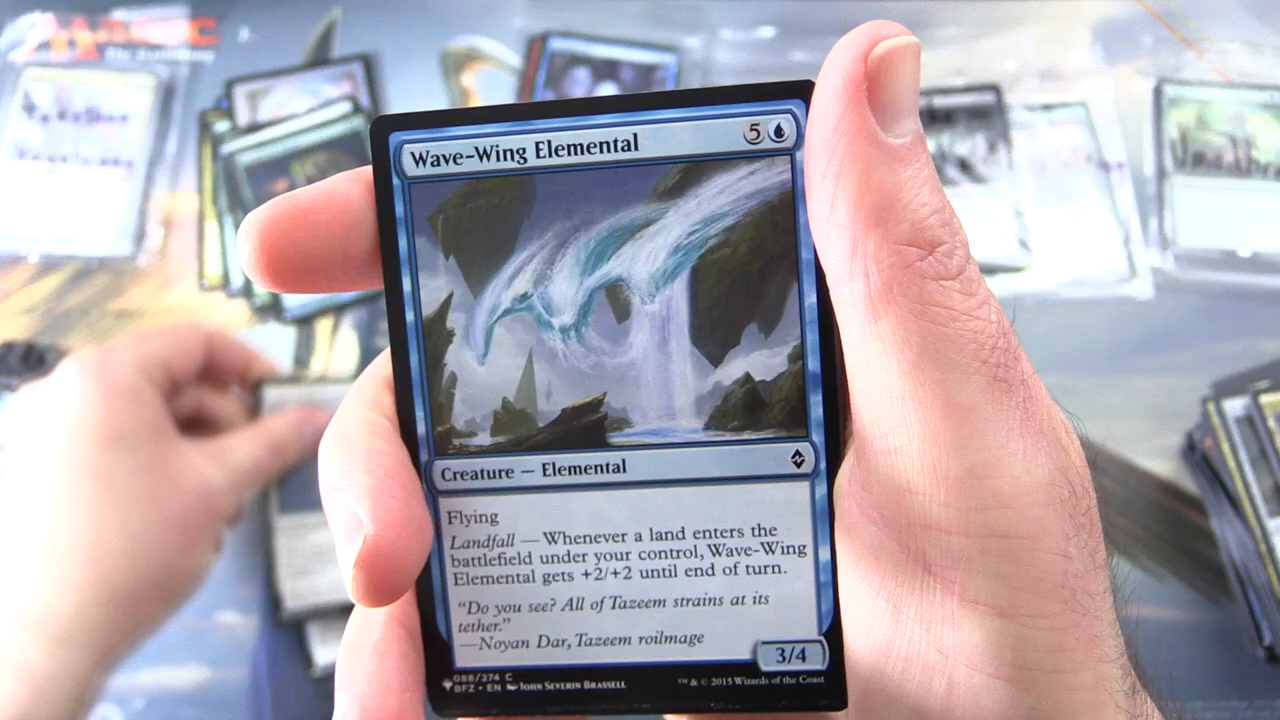 MAGIC
Wave-Wing Elemental
5
Creature — Elemental
Flying
Landfall — Whenever a land enters the
battlefield under your control, Wave-Wing
Elemental gets +2/+2 until end of turn.
"Do you see? All of Tazeem strains at its
tether."
—Noyan Dar, Tazeem roilmage
3/4
088/274 C
BFZ • EN John Severin Brassell
™ & © 2015 Wizards of the Coast